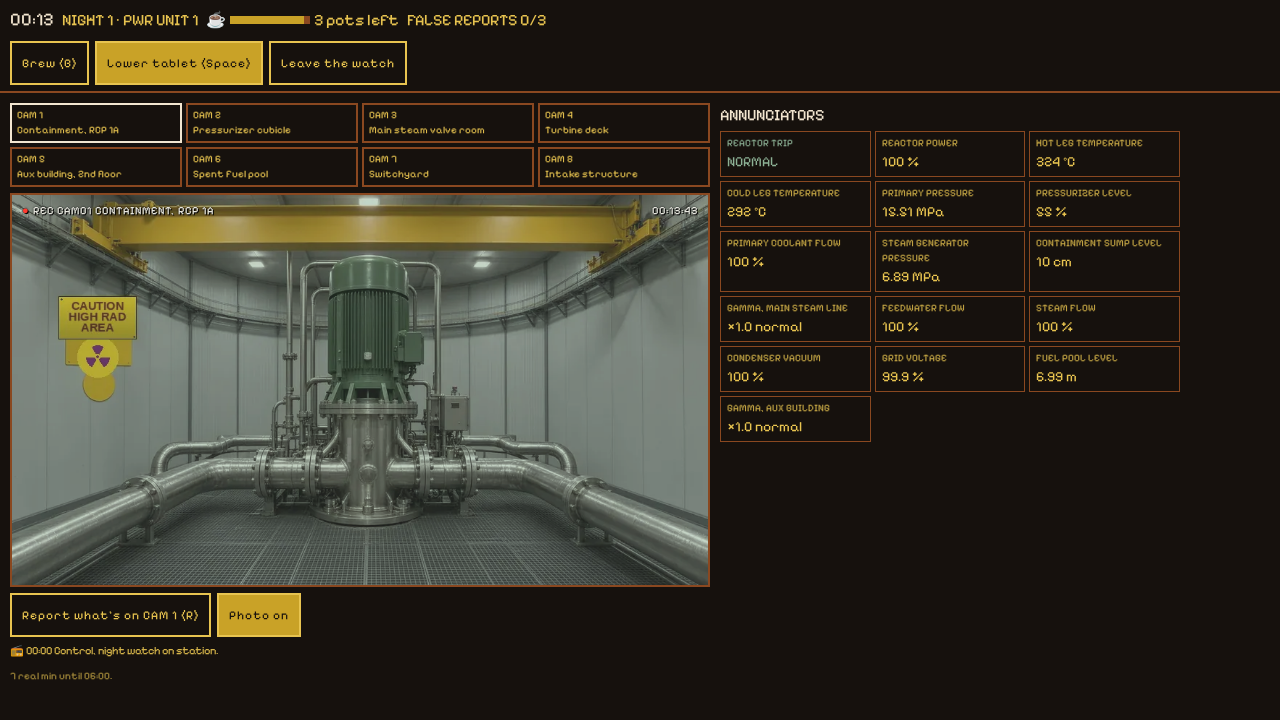 00:13 NIGHT 1 · PWR UNIT 1 ☕ 3 pots left FALSE REPORTS 0/3
Brew (B) Lower tablet (Space) Leave the watch
CAM 1
Containment, RCP 1A
CAM 2
Pressurizer cubicle
CAM 3
Main steam valve room
CAM 4
Turbine deck
CAM 5
Aux building, 2nd floor
CAM 6
Spent fuel pool
CAM 7
Switchyard
CAM 8
Intake structure
REC CAM01 CONTAINMENT, RCP 1A 00:13:43
CAUTION
HIGH RAD
AREA
Report what's on CAM 1 (R) Photo on
📻 00:00 Control, night watch on station.
7 real min until 06:00.
ANNUNCIATORS
REACTOR TRIP
NORMAL
REACTOR POWER
100 %
HOT LEG TEMPERATURE
324 °C
COLD LEG TEMPERATURE
292 °C
PRIMARY PRESSURE
15.51 MPa
PRESSURIZER LEVEL
55 %
PRIMARY COOLANT FLOW
100 %
STEAM GENERATOR
PRESSURE
6.89 MPa
CONTAINMENT SUMP LEVEL
10 cm
GAMMA, MAIN STEAM LINE
×1.0 normal
FEEDWATER FLOW
100 %
STEAM FLOW
100 %
CONDENSER VACUUM
100 %
GRID VOLTAGE
99.9 %
FUEL POOL LEVEL
6.99 m
GAMMA, AUX BUILDING
×1.0 normal